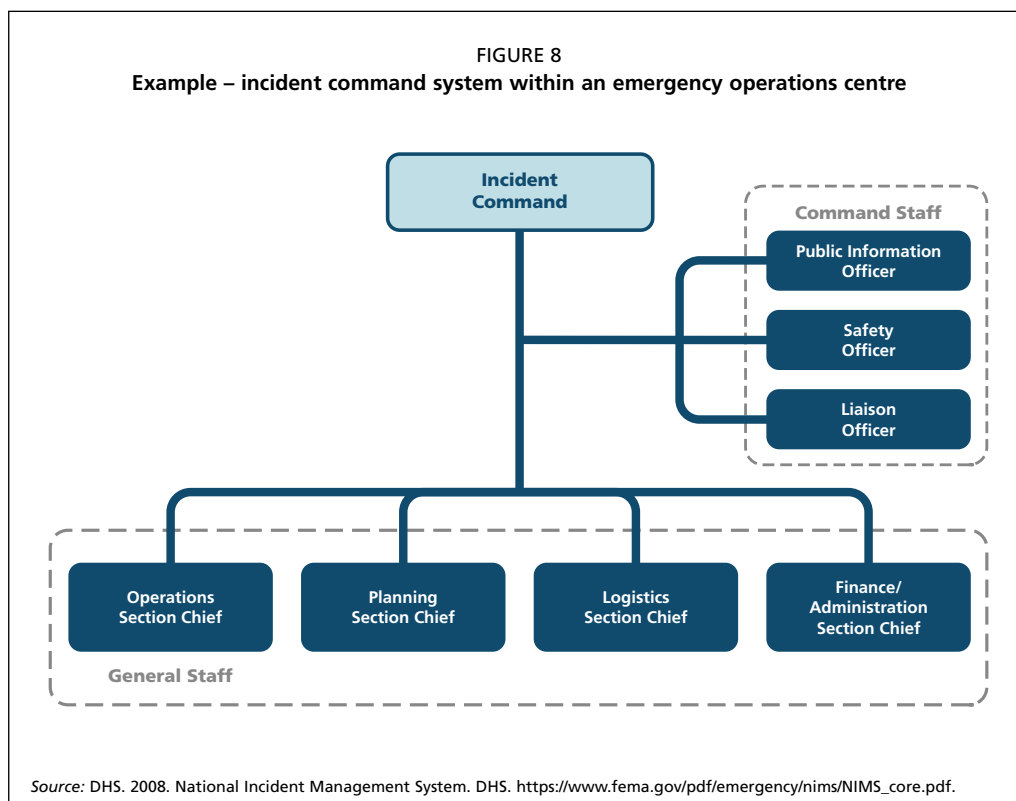 FIGURE 8
Example – incident command system within an emergency operations centre
Incident
Command
Command Staff
Public Information
Officer
Safety
Officer
Liaison
Officer
Operations
Section Chief
Planning
Section Chief
Logistics
Section Chief
Finance/
Administration
Section Chief
General Staff
Source: DHS. 2008. National Incident Management System. DHS. https://www.fema.gov/pdf/emergency/nims/NIMS_core.pdf.